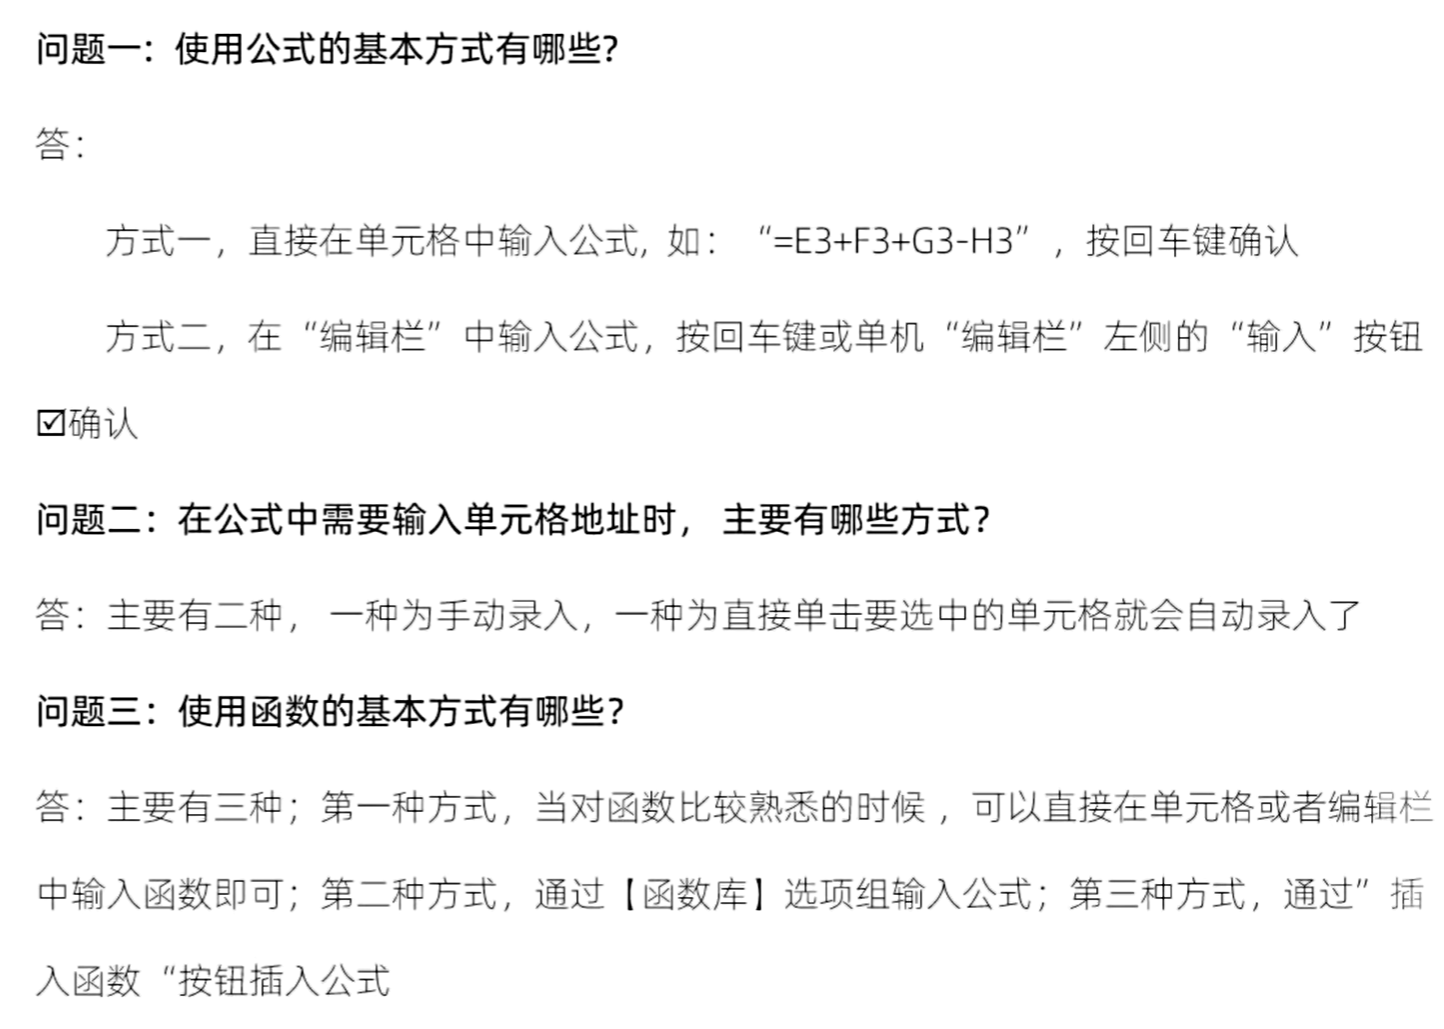 问题一：使用公式的基本方式有哪些?
答：
方式一，直接在单元格中输入公式, 如： “=E3+F3+G3-H3” ，按回车键确认
方式二，在“编辑栏”中输入公式，按回车键或单机“编辑栏”左侧的“输入”按钮
☑确认
问题二：在公式中需要输入单元格地址时， 主要有哪些方式？
答：主要有二种， 一种为手动录入，一种为直接单击要选中的单元格就会自动录入了
问题三：使用函数的基本方式有哪些？
答：主要有三种；第一种方式，当对函数比较熟悉的时候 ，可以直接在单元格或者编辑栏
中输入函数即可；第二种方式，通过【函数库】选项组输入公式；第三种方式，通过”插
入函数“按钮插入公式